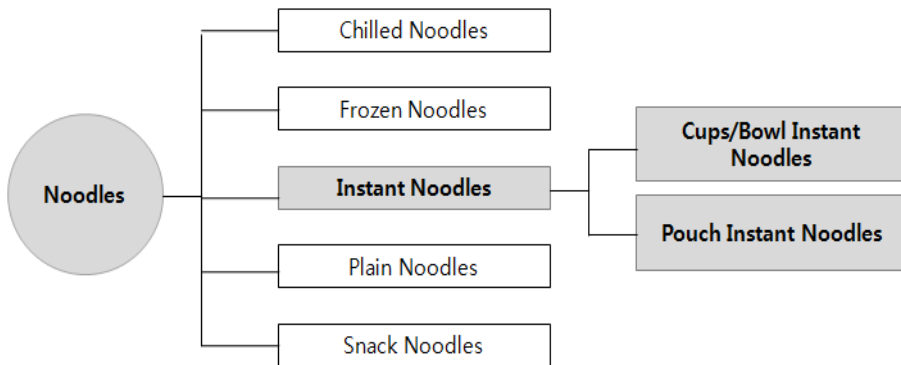 Noodles
Chilled Noodles
Frozen Noodles
Instant Noodles
Plain Noodles
Snack Noodles
Cups/Bowl Instant
Noodles
Pouch Instant Noodles